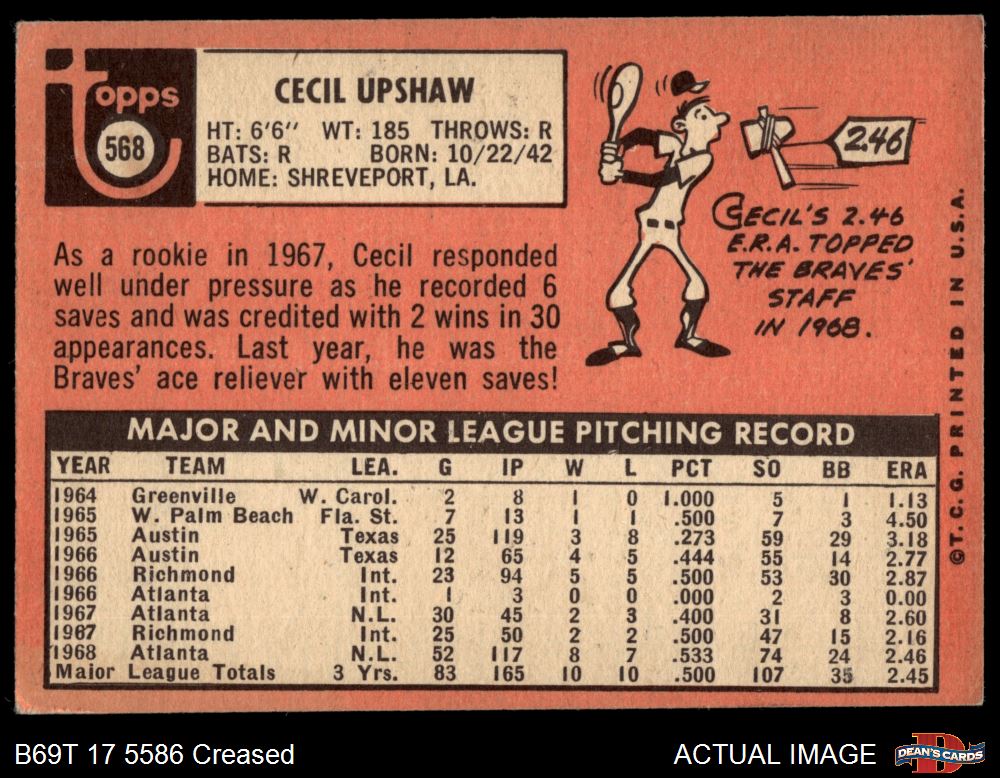 topps
568
CECIL UPSHAW
HT: 6'6" WT: 185 THROWS: R
BATS: R BORN: 10/22/42
HOME: SHREVEPORT, LA.
As a rookie in 1967, Cecil responded
well under pressure as he recorded 6
saves and was credited with 2 wins in 30
appearances. Last year, he was the
Braves' ace reliever with eleven saves!
2.46
CECIL'S 2.46
E.R.A. TOPPED
THE BRAVES'
STAFF
IN 1968.
MAJOR AND MINOR LEAGUE PITCHING RECORD
YEAR TEAM LEA. G IP W L PCT SO BB ERA
1964 Greenville W. Carol. 2 8 1 0 1.000 5 1 1.13
1965 W. Palm Beach Fla. St. 7 13 1 1 .500 7 3 4.50
1965 Austin Texas 25 119 3 8 .273 59 29 3.18
1966 Austin Texas 12 65 4 5 .444 55 14 2.77
1966 Richmond Int. 23 94 5 5 .500 53 30 2.87
1966 Atlanta Int. 1 3 0 0 .000 2 3 0.00
1967 Atlanta N.L. 30 45 2 3 .400 31 8 2.60
1967 Richmond Int. 25 50 2 2 .500 47 15 2.16
1968 Atlanta N.L. 52 117 8 7 .533 74 24 2.46
Major League Totals 3 Yrs. 83 165 10 10 .500 107 35 2.45
©T. C. G. PRINTED IN U.S.A.
B69T 17 5586 Creased
ACTUAL IMAGE
D
DEAN'S CARDS